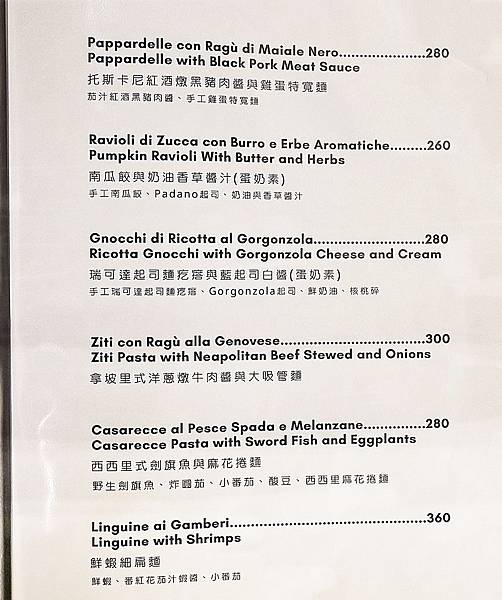 Pappardelle con Ragù di Maiale Nero....................280
Pappardelle with Black Pork Meat Sauce
托斯卡尼紅酒燉黑豬肉醬與雞蛋特寬麵
茄汁紅酒黑豬肉醬、手工雞蛋特寬麵
Ravioli di Zucca con Burro e Erbe Aromatiche.........260
Pumpkin Ravioli With Butter and Herbs
南瓜餃與奶油香草醬汁(蛋奶素)
手工南瓜餃、Padano起司、奶油與香草醬汁
Gnocchi di Ricotta al Gorgonzola..........................280
Ricotta Gnocchi with Gorgonzola Cheese and Cream
瑞可達起司麵疙瘩與藍起司白醬(蛋奶素)
手工瑞可達起司麵疙瘩、Gorgonzola起司、鮮奶油、核桃碎
Ziti con Ragù alla Genovese.................................300
Ziti Pasta with Neapolitan Beef Stewed and Onions
拿坡里式洋蔥燉牛肉醬與大吸管麵
Casarecce al Pesce Spada e Melanzane...............280
Casarecce Pasta with Sword Fish and Eggplants
西西里式劍旗魚與麻花捲麵
野生劍旗魚、炸圓茄、小番茄、酸豆、西西里麻花捲麵
Linguine ai Gamberi.............................................360
Linguine with Shrimps
鮮蝦細扁麵
鮮蝦、番紅花茄汁蝦醬、小番茄